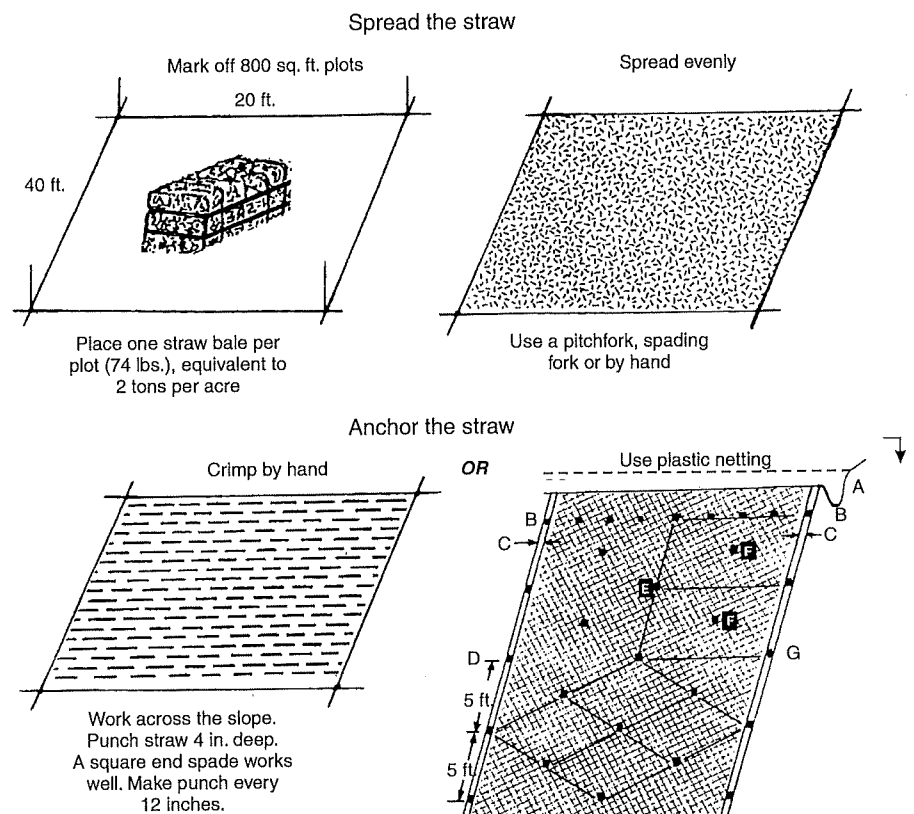 Spread the straw
Mark off 800 sq. ft. plots
20 ft.
40 ft.
Place one straw bale per
plot (74 lbs.), equivalent to
2 tons per acre
Spread evenly
Use a pitchfork, spading
fork or by hand
Anchor the straw
Crimp by hand
Work across the slope.
Punch straw 4 in. deep.
A square end spade works
well. Make punch every
12 inches.
OR
Use plastic netting
A
B
B
C
C
F
E
F
D
G
5 ft.
5 ft.